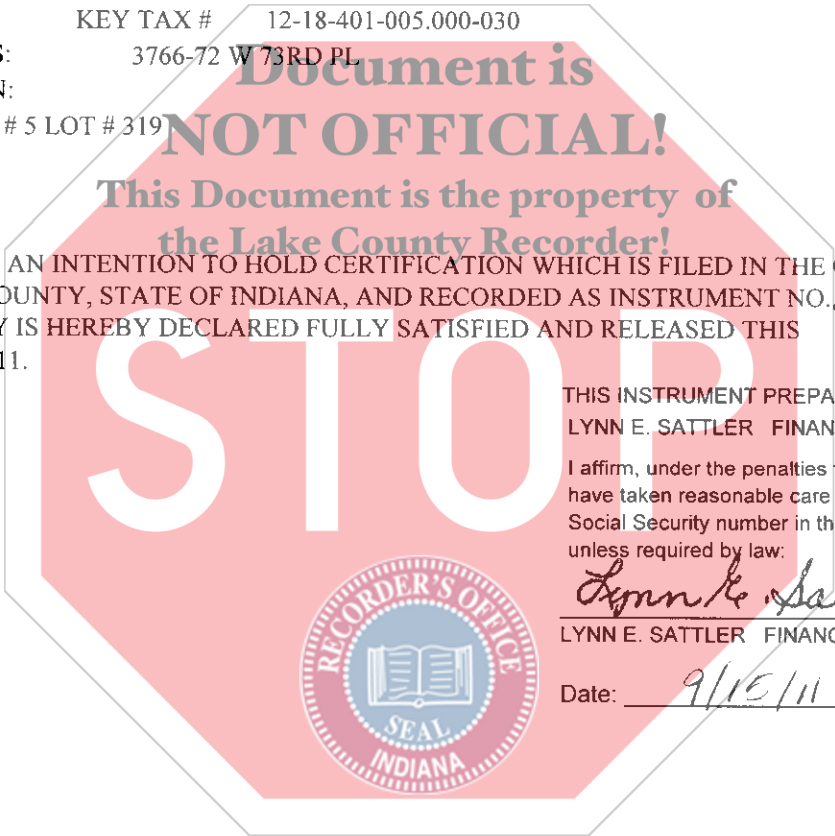 KEY TAX # 12-18-401-005.000-030
S: 3766-72 W 73RD PL
N:
# 5 LOT # 319
Document is
NOT OFFICIAL!
This Document is the property of
the Lake County Recorder!
AN INTENTION TO HOLD CERTIFICATION WHICH IS FILED IN THE
OUNTY, STATE OF INDIANA, AND RECORDED AS INSTRUMENT NO.
Y IS HEREBY DECLARED FULLY SATISFIED AND RELEASED THIS
11.
STOP
THIS INSTRUMENT PREPA
LYNN E. SATTLER FINAN
I affirm, under the penalties
have taken reasonable care
Social Security number in th
unless required by law:
Lynn E. Sa
LYNN E. SATTLER FINANC
Date: 9/15/11
RECORDER'S OFFICE
SEAL
INDIANA